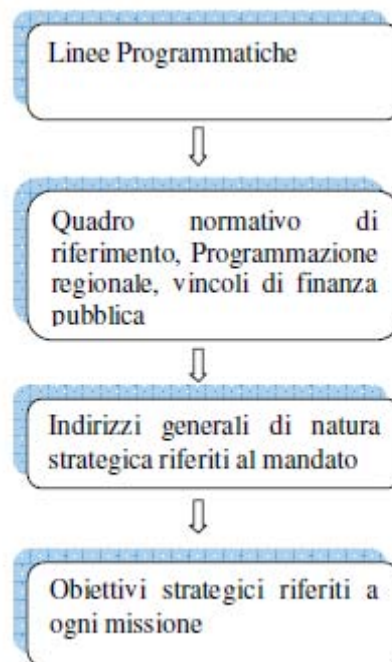 Linee Programmatiche
Quadro normativo di
riferimento, Programmazione
regionale, vincoli di finanza
pubblica
Indirizzi generali di natura
strategica riferiti al mandato
Obiettivi strategici riferiti a
ogni missione